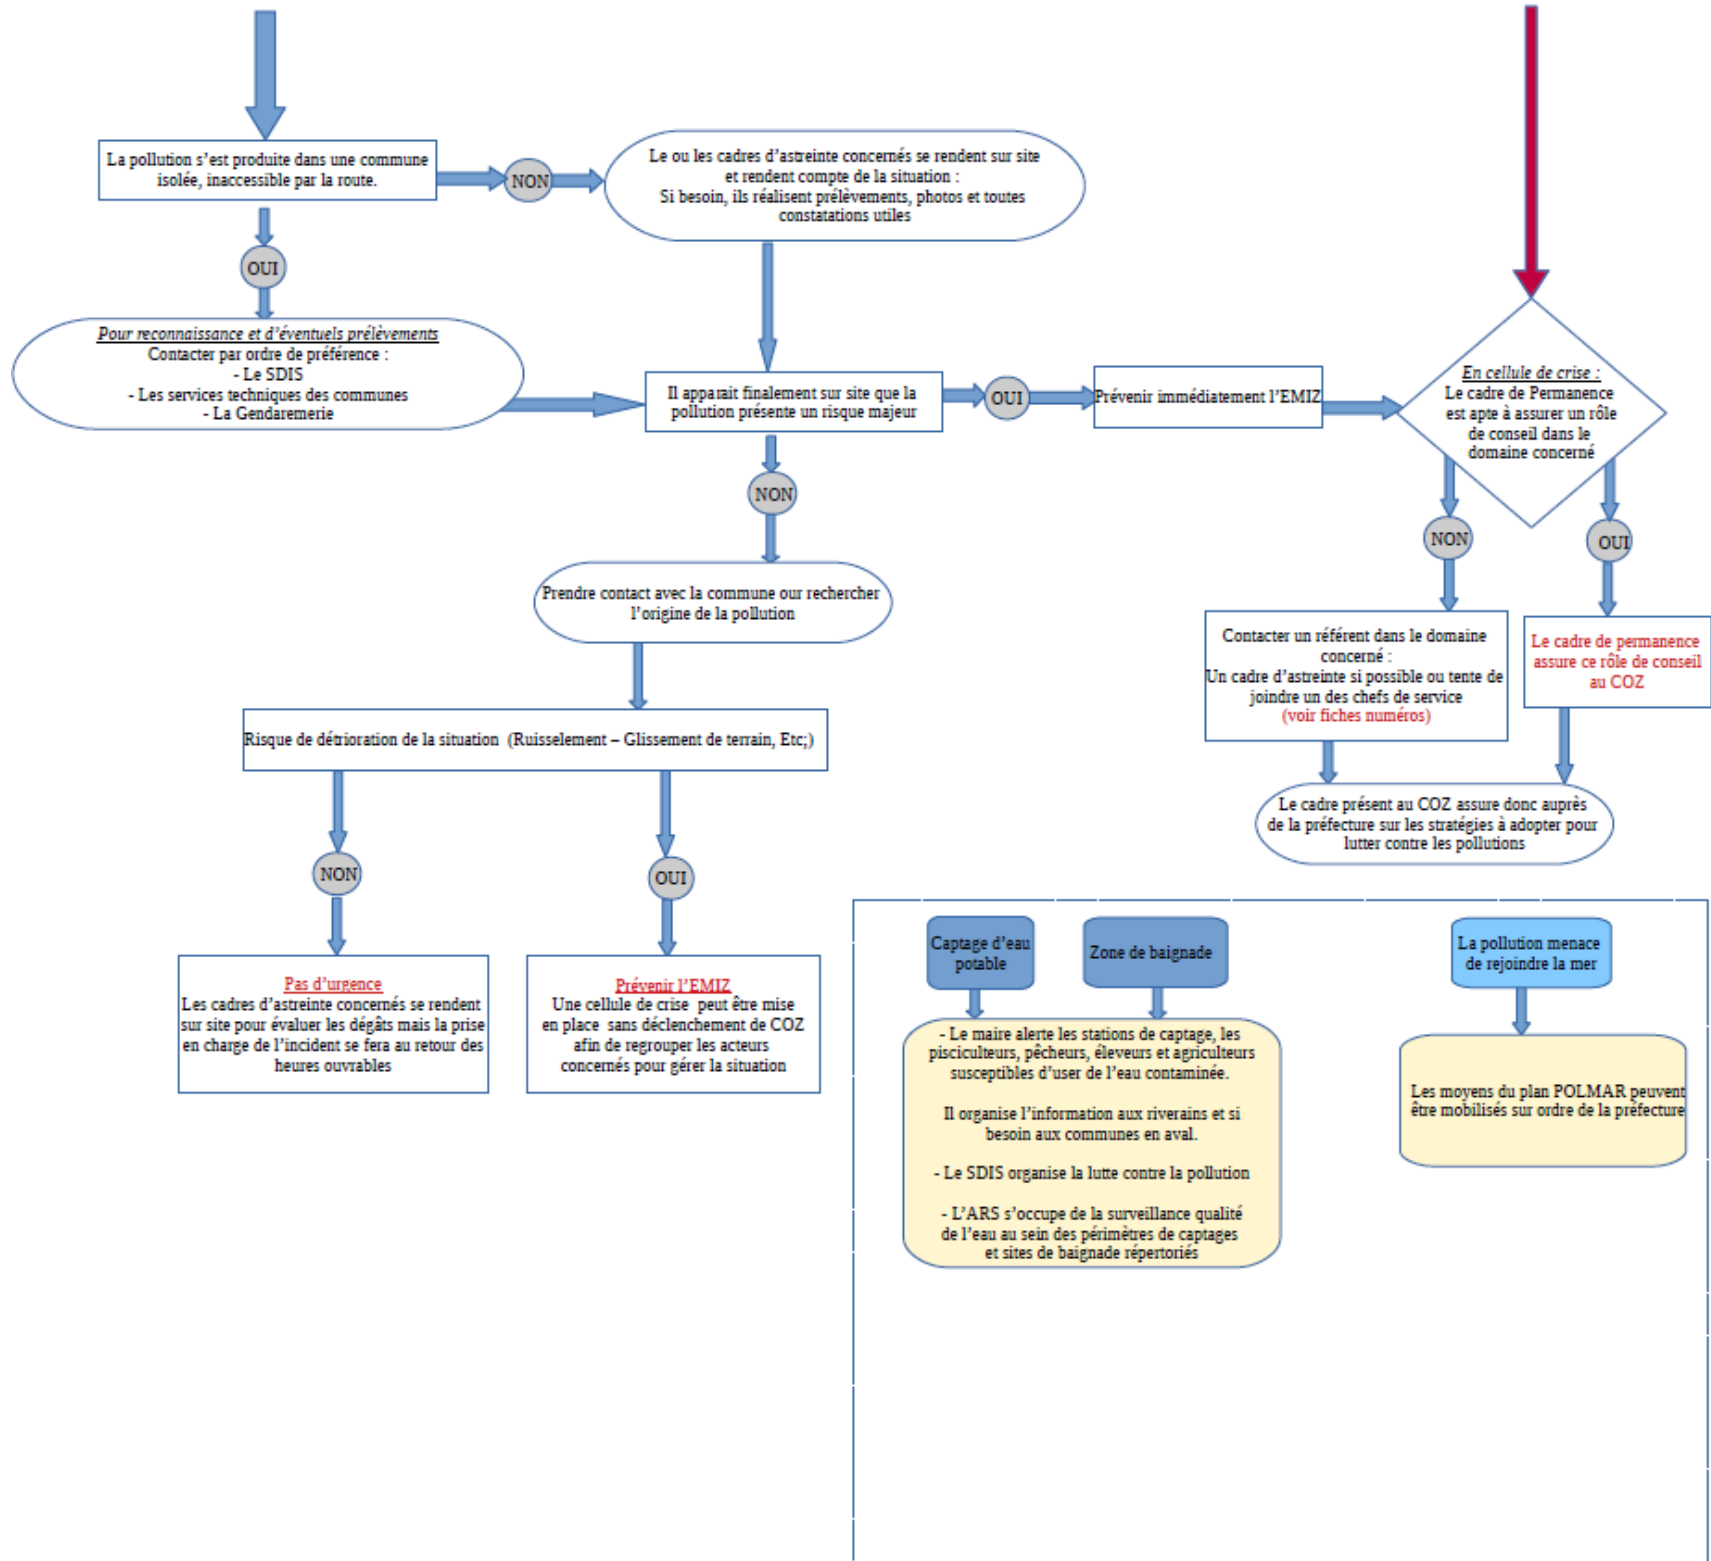 La pollution s'est produite dans une commune
isolée, inaccessible par la route.
NON
Le ou les cadres d'astreinte concernés se rendent sur site
et rendent compte de la situation :
Si besoin, ils réalisent prélèvements, photos et toutes
constatations utiles
OUI
Pour reconnaissance et d'éventuels prélèvements
Contacter par ordre de préférence :
- Le SDIS
- Les services techniques des communes
- La Gendaremerie
Il apparait finalement sur site que la
pollution présente un risque majeur
OUI
Prévenir immédiatement l'EMIZ
En cellule de crise :
Le cadre de Permanence
est apte à assurer un rôle
de conseil dans le
domaine concerné
NON
NON
OUI
Prendre contact avec la commune our rechercher
l'origine de la pollution
Contacter un référent dans le domaine
concerné :
Un cadre d'astreinte si possible ou tente de
joindre un des chefs de service
(voir fiches numéros)
Le cadre de permanence
assure ce rôle de conseil
au COZ
Risque de détrioration de la situation (Ruisselement – Glissement de terrain, Etc;)
Le cadre présent au COZ assure donc auprès
de la préfecture sur les stratégies à adopter pour
lutter contre les pollutions
NON
OUI
Pas d'urgence
Les cadres d'astreinte concernés se rendent
sur site pour évaluer les dégâts mais la prise
en charge de l'incident se fera au retour des
heures ouvrables
Prévenir l'EMIZ
Une cellule de crise peut être mise
en place sans déclenchement de COZ
afin de regrouper les acteurs
concernés pour gérer la situation
Captage d'eau
potable
Zone de baignade
La pollution menace
de rejoindre la mer
- Le maire alerte les stations de captage, les
pisciculteurs, pêcheurs, éleveurs et agriculteurs
susceptibles d'user de l'eau contaminée.
Il organise l'information aux riverains et si
besoin aux communes en aval.
- Le SDIS organise la lutte contre la pollution
- L'ARS s'occupe de la surveillance qualité
de l'eau au sein des périmètres de captages
et sites de baignade répertoriés
Les moyens du plan POLMAR peuvent
être mobilisés sur ordre de la préfecture